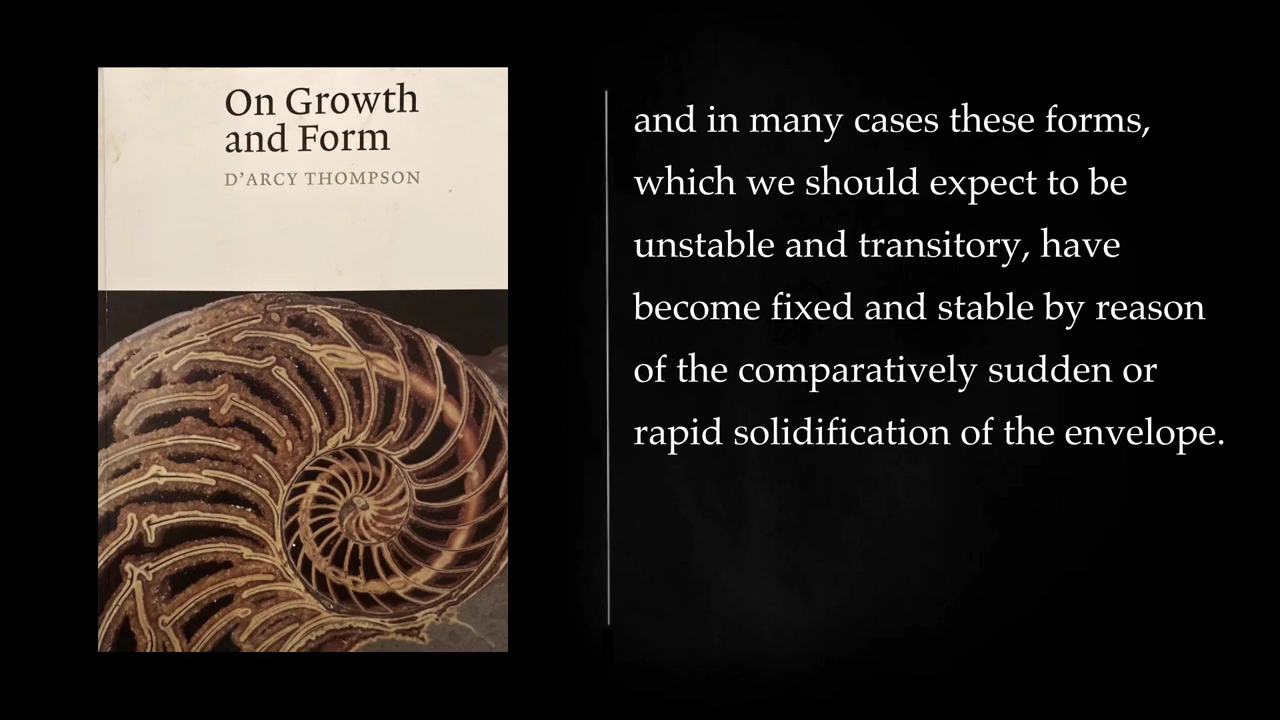 On Growth
and Form
D'ARCY THOMPSON
and in many cases these forms,
which we should expect to be
unstable and transitory, have
become fixed and stable by reason
of the comparatively sudden or
rapid solidification of the envelope.